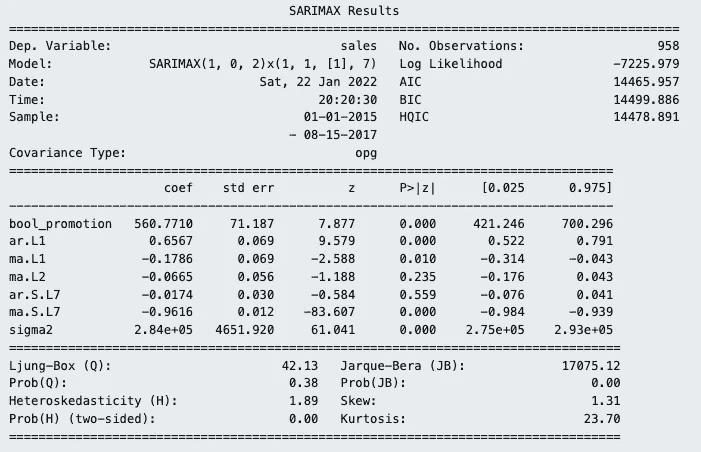 SARIMAX Results
==========================================================================================
Dep. Variable: sales No. Observations: 958
Model: SARIMAX(1, 0, 2)x(1, 1, [1], 7) Log Likelihood -7225.979
Date: Sat, 22 Jan 2022 AIC 14465.957
Time: 20:20:30 BIC 14499.886
Sample: 01-01-2015 HQIC 14478.891
- 08-15-2017
Covariance Type: opg
==================================================================================
coef std err z P>|z| [0.025 0.975]
----------------------------------------------------------------------------------
bool_promotion 560.7710 71.187 7.877 0.000 421.246 700.296
ar.L1 0.6567 0.069 9.579 0.000 0.522 0.791
ma.L1 -0.1786 0.069 -2.588 0.010 -0.314 -0.043
ma.L2 -0.0665 0.056 -1.188 0.235 -0.176 0.043
ar.S.L7 -0.0174 0.030 -0.584 0.559 -0.076 0.041
ma.S.L7 -0.9616 0.012 -83.607 0.000 -0.984 -0.939
sigma2 2.84e+05 4651.920 61.041 0.000 2.75e+05 2.93e+05
===================================================================================
Ljung-Box (Q): 42.13 Jarque-Bera (JB): 17075.12
Prob(Q): 0.38 Prob(JB): 0.00
Heteroskedasticity (H): 1.89 Skew: 1.31
Prob(H) (two-sided): 0.00 Kurtosis: 23.70
===================================================================================